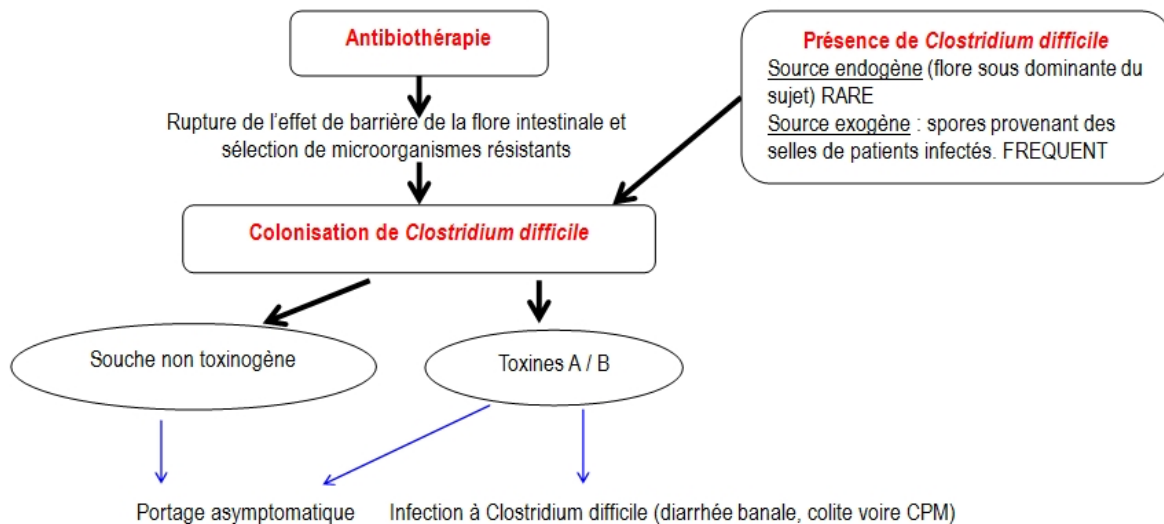 Antibiothérapie
Présence de Clostridium difficile
Source endogène (flore sous dominante du
sujet) RARE
Source exogène : spores provenant des
selles de patients infectés. FREQUENT
Rupture de l'effet de barrière de la flore intestinale et
sélection de microorganismes résistants
Colonisation de Clostridium difficile
Souche non toxinogène
Toxines A / B
Portage asymptomatique
Infection à Clostridium difficile (diarrhée banale, colite voire CPM)